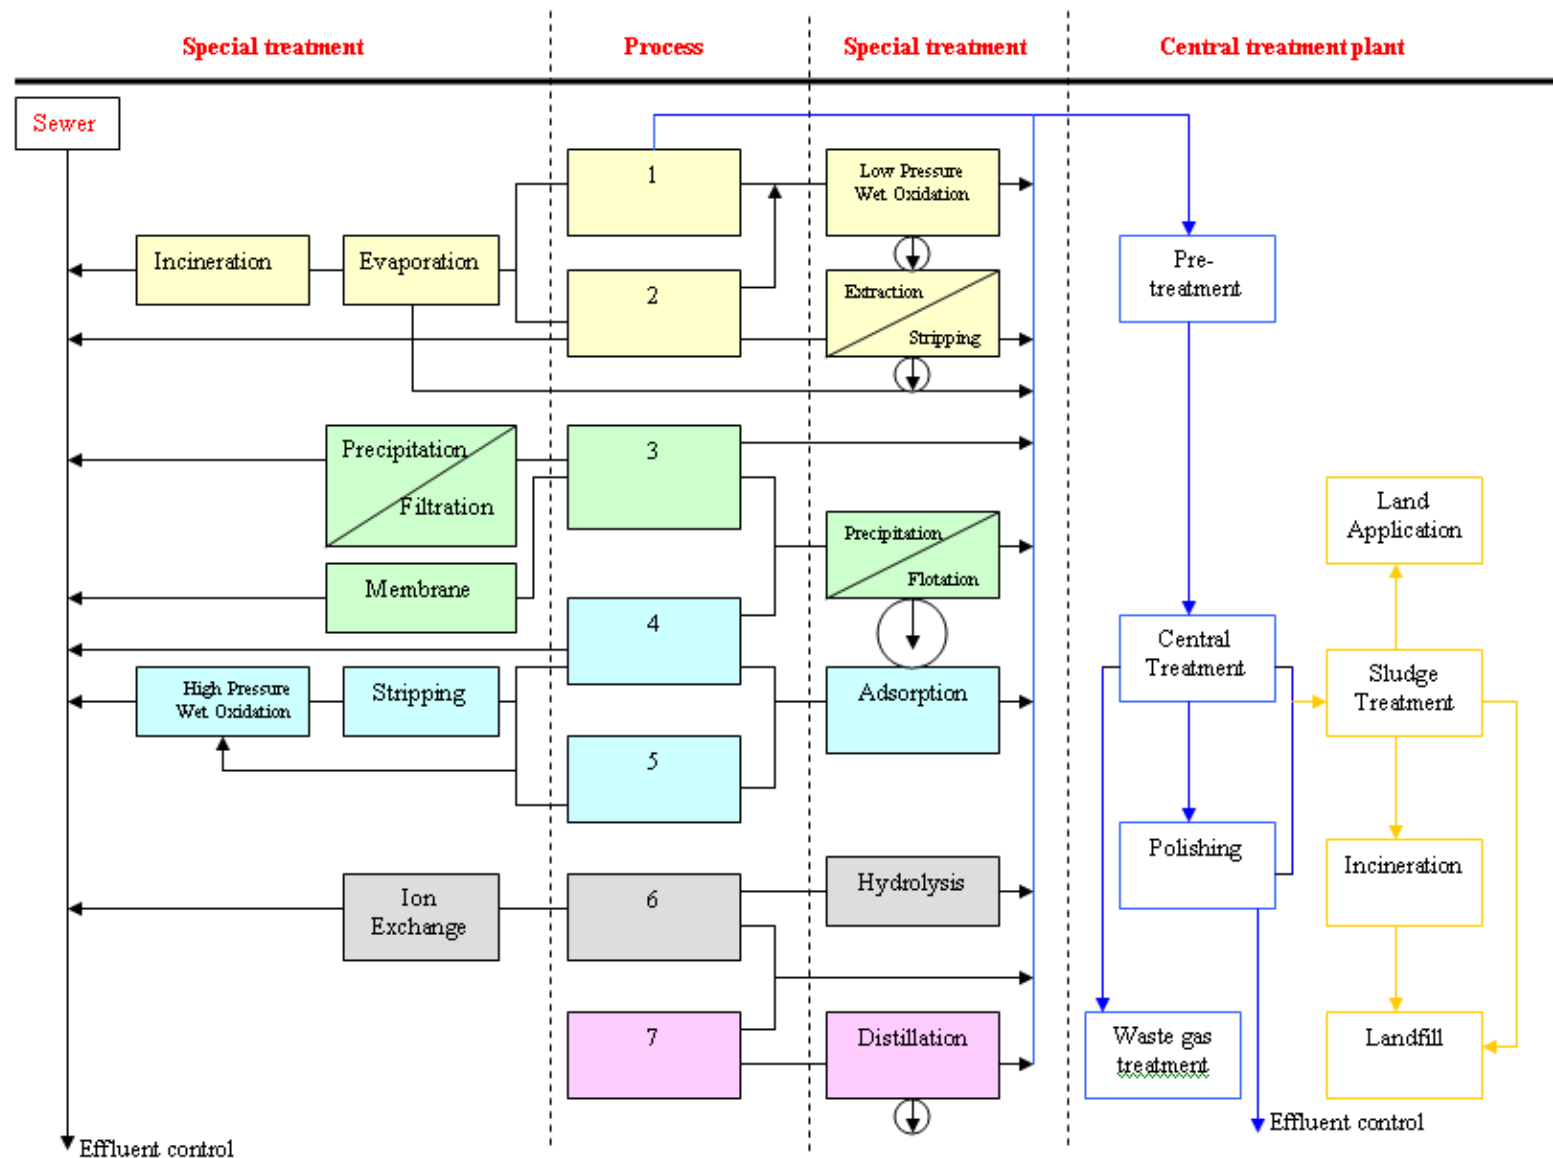 Special treatment
Process
Special treatment
Central treatment plant
Sewer
1
Low Pressure
Wet Oxidation
Incineration
Evaporation
2
Extraction
Stripping
Pre-
treatment
Precipitation
Filtration
3
Precipitation
Flotation
Land
Application
Membrane
4
Central
Treatment
Sludge
Treatment
High Pressure
Wet Oxidation
Stripping
Adsorption
5
Polishing
Incineration
Ion
Exchange
6
Hydrolysis
7
Distillation
Waste gas
treatment
Landfill
Effluent control
Effluent control